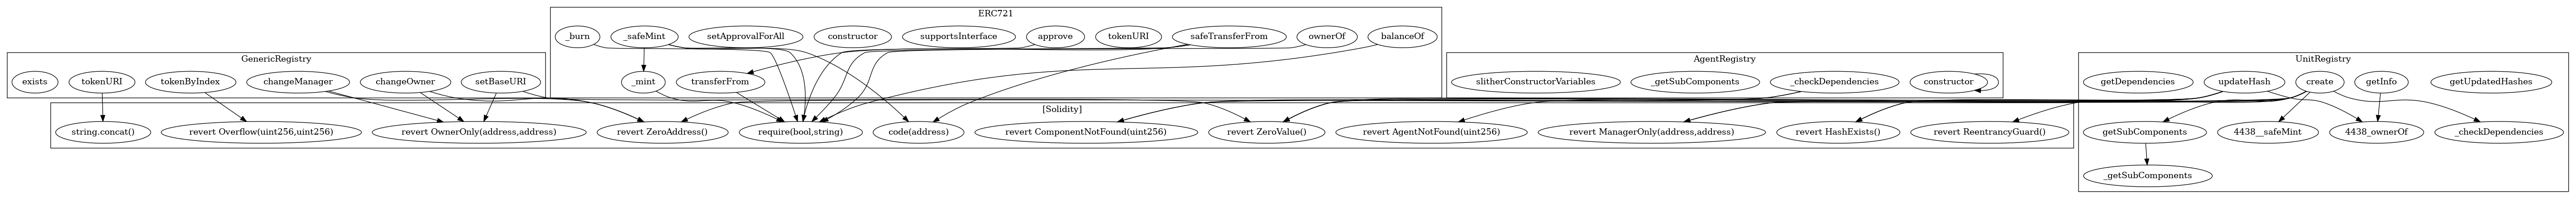 ERC721
_burn
_safeMint
setApprovalForAll
constructor
supportsInterface
approve
tokenURI
safeTransferFrom
ownerOf
balanceOf
_mint
transferFrom
GenericRegistry
exists
tokenURI
tokenByIndex
changeManager
changeOwner
setBaseURI
AgentRegistry
slitherConstructorVariables
_getSubComponents
_checkDependencies
constructor
UnitRegistry
getDependencies
updateHash
create
getInfo
getUpdatedHashes
getSubComponents
4438__safeMint
4438_ownerOf
_checkDependencies
_getSubComponents
[Solidity]
string.concat()
revert Overflow(uint256,uint256)
revert OwnerOnly(address,address)
revert ZeroAddress()
require(bool,string)
code(address)
revert ComponentNotFound(uint256)
revert ZeroValue()
revert AgentNotFound(uint256)
revert ManagerOnly(address,address)
revert HashExists()
revert ReentrancyGuard()